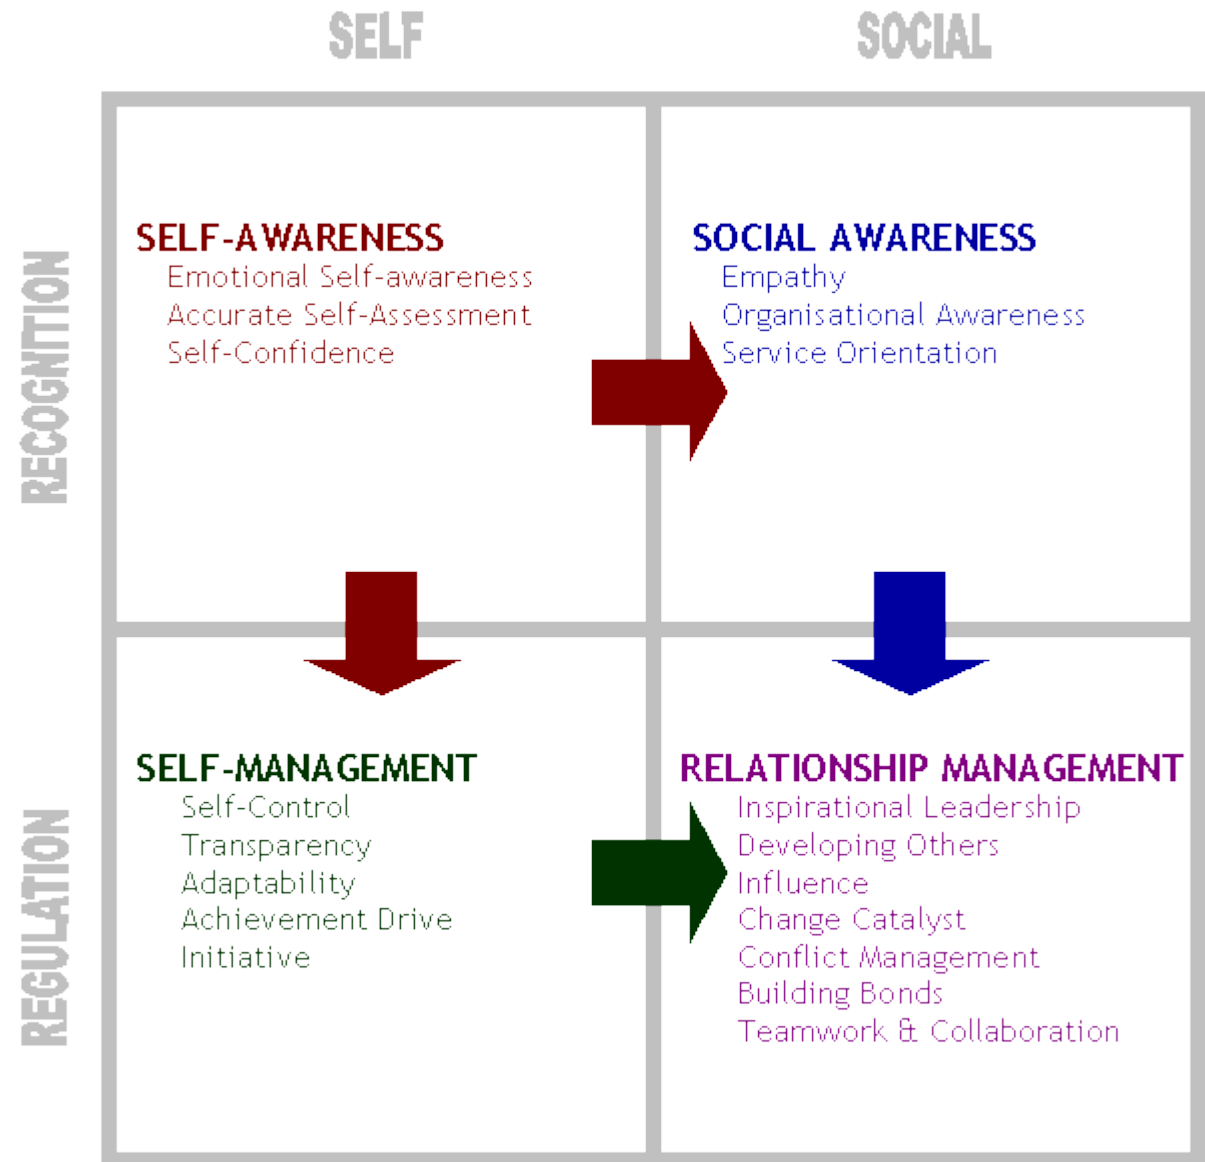 SELF
SOCIAL
RECOGNITION
SELF-AWARENESS
Emotional Self-awareness
Accurate Self-Assessment
Self-Confidence
SOCIAL AWARENESS
Empathy
Organisational Awareness
Service Orientation
REGULATION
SELF-MANAGEMENT
Self-Control
Transparency
Adaptability
Achievement Drive
Initiative
RELATIONSHIP MANAGEMENT
Inspirational Leadership
Developing Others
Influence
Change Catalyst
Conflict Management
Building Bonds
Teamwork & Collaboration